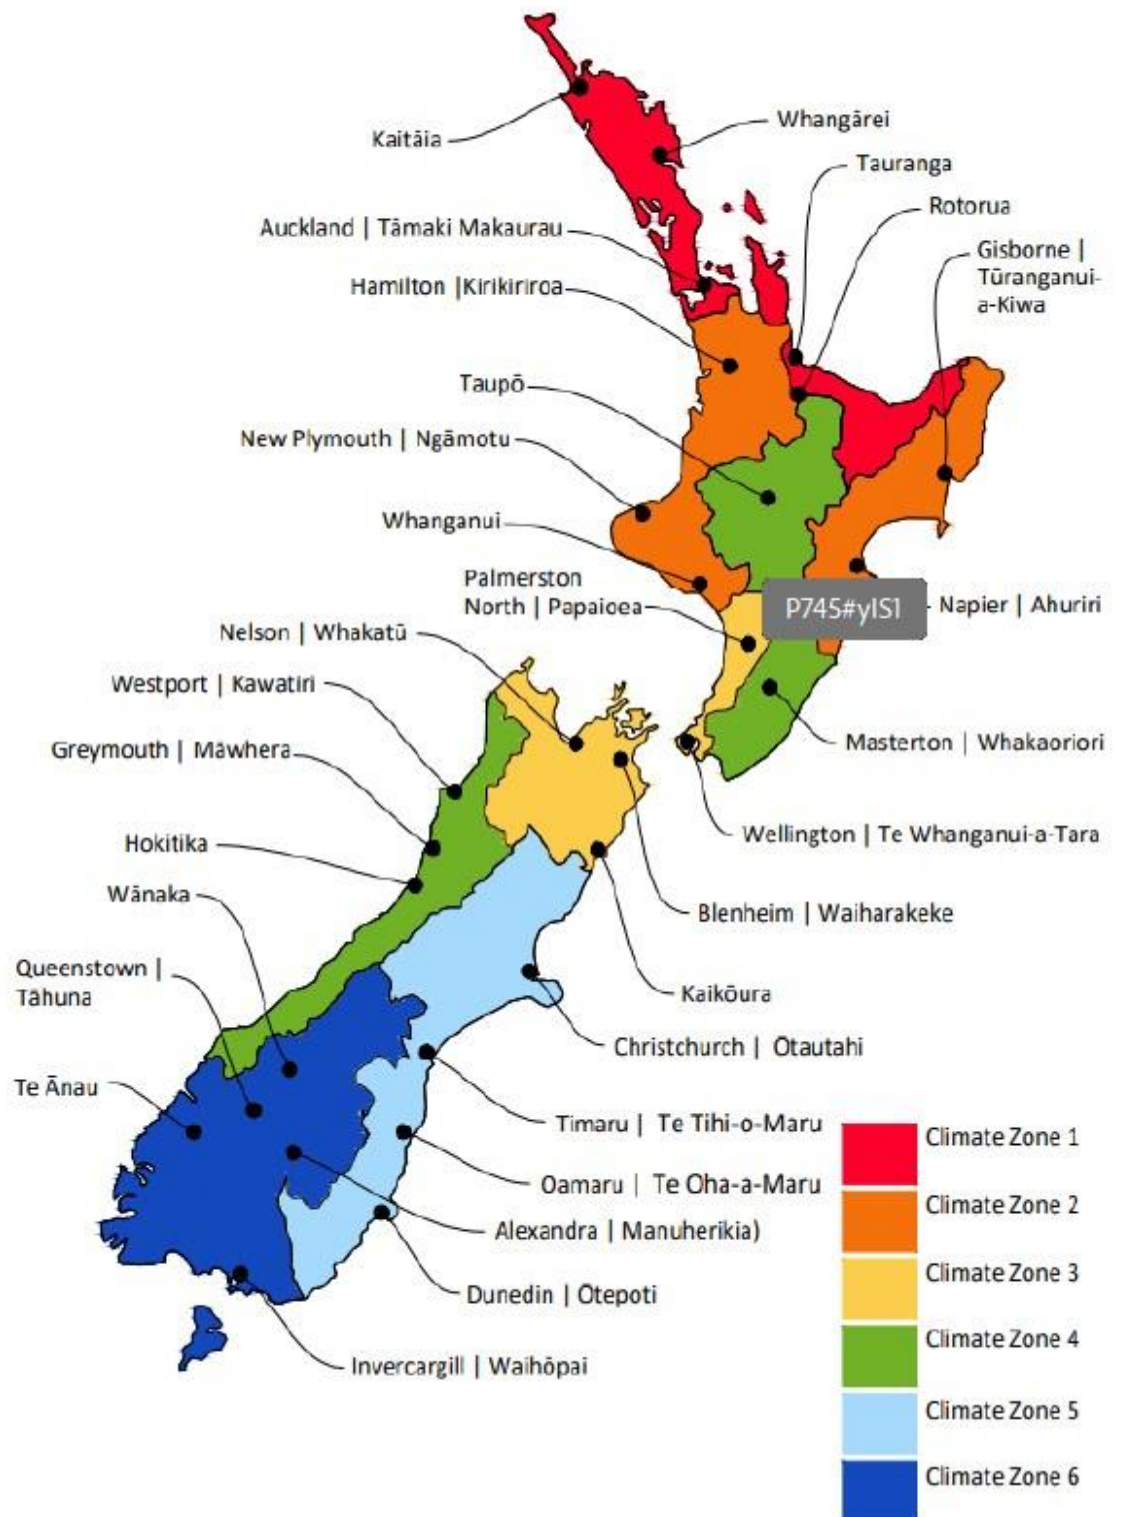 Kaitāia
Whangārei
Tauranga
Rotorua
Auckland | Tāmaki Makaurau
Gisborne |
Tūranganui-
a-Kiwa
Hamilton |Kirikiriroa
Taupō
New Plymouth | Ngāmotu
Whanganui
Palmerston
North | Papaioea
P745#yIS1
Napier | Ahuriri
Nelson | Whakatū
Westport | Kawatiri
Greymouth | Māwhera
Masterton | Whakaoriori
Hokitika
Wellington | Te Whanganui-a-Tara
Wānaka
Blenheim | Waiharakeke
Queenstown |
Tāhuna
Kaikōura
Christchurch | Ōtautahi
Te Ānau
Timaru | Te Tihi-o-Maru
Oamaru | Te Oha-a-Maru
Alexandra | Manuherikia)
Dunedin | Ōtepoti
Invercargill | Waihōpai
Climate Zone 1
Climate Zone 2
Climate Zone 3
Climate Zone 4
Climate Zone 5
Climate Zone 6